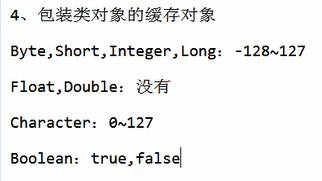 4、包装类对象的缓存对象
Byte,Short,Integer,Long：-128~127
Float,Double：没有
Character：0~127
Boolean：true,false